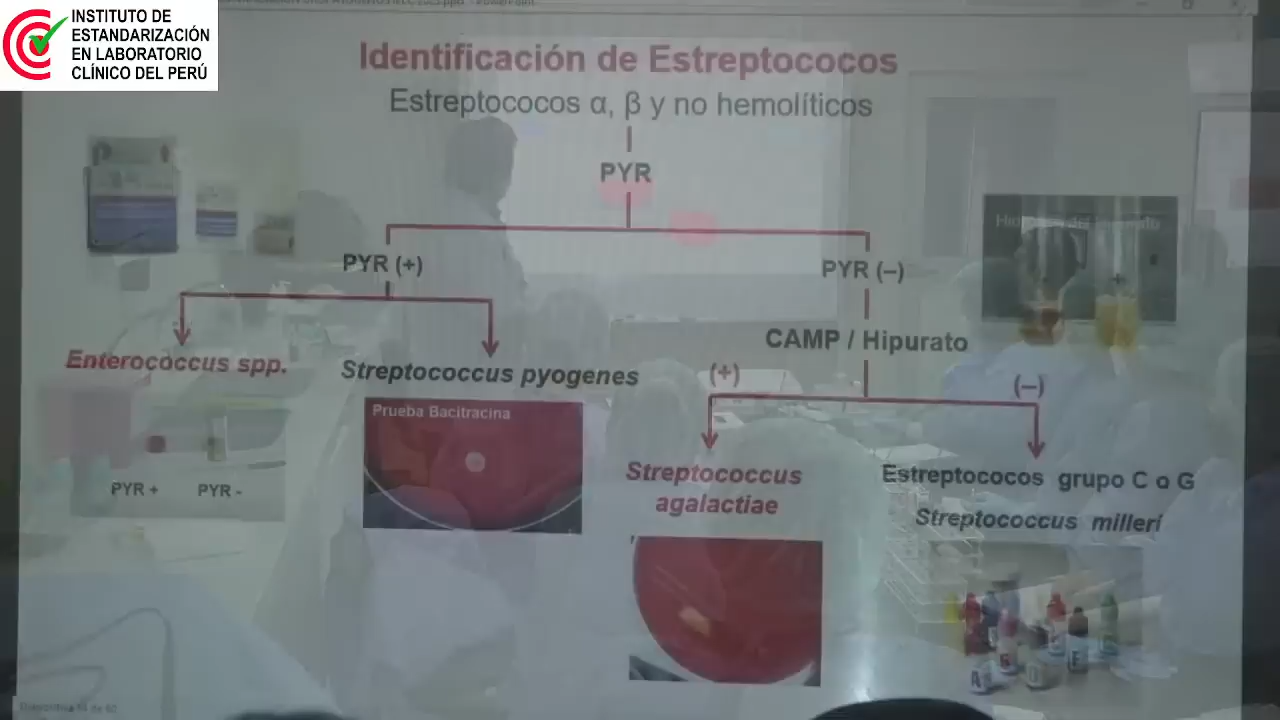 INSTITUTO DE
ESTANDARIZACIÓN
EN LABORATORIO
CLÍNICO DEL PERÚ
Identificación de Estreptococos
Estreptococos α, β y no hemolíticos
PYR
PYR (+)
PYR (–)
CAMP / Hipurato
Enterococcus spp.
Streptococcus pyogenes
(+)
(–)
Prueba Bacitracina
Streptococcus
agalactiae
Estreptococos grupo C o G
Streptococcus milleri
PYR +
PYR -